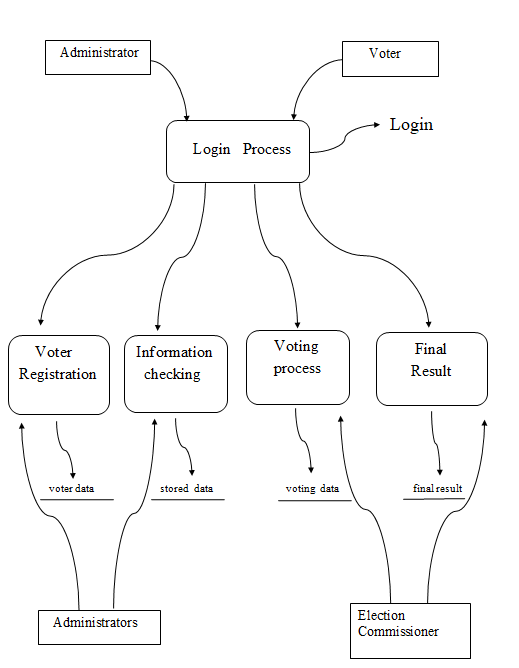 Administrator
Voter
Login
Login Process
Voter
Registration
Information
checking
Voting
process
Final
Result
voter data
stored data
voting data
final result
Administrators
Election
Commissioner